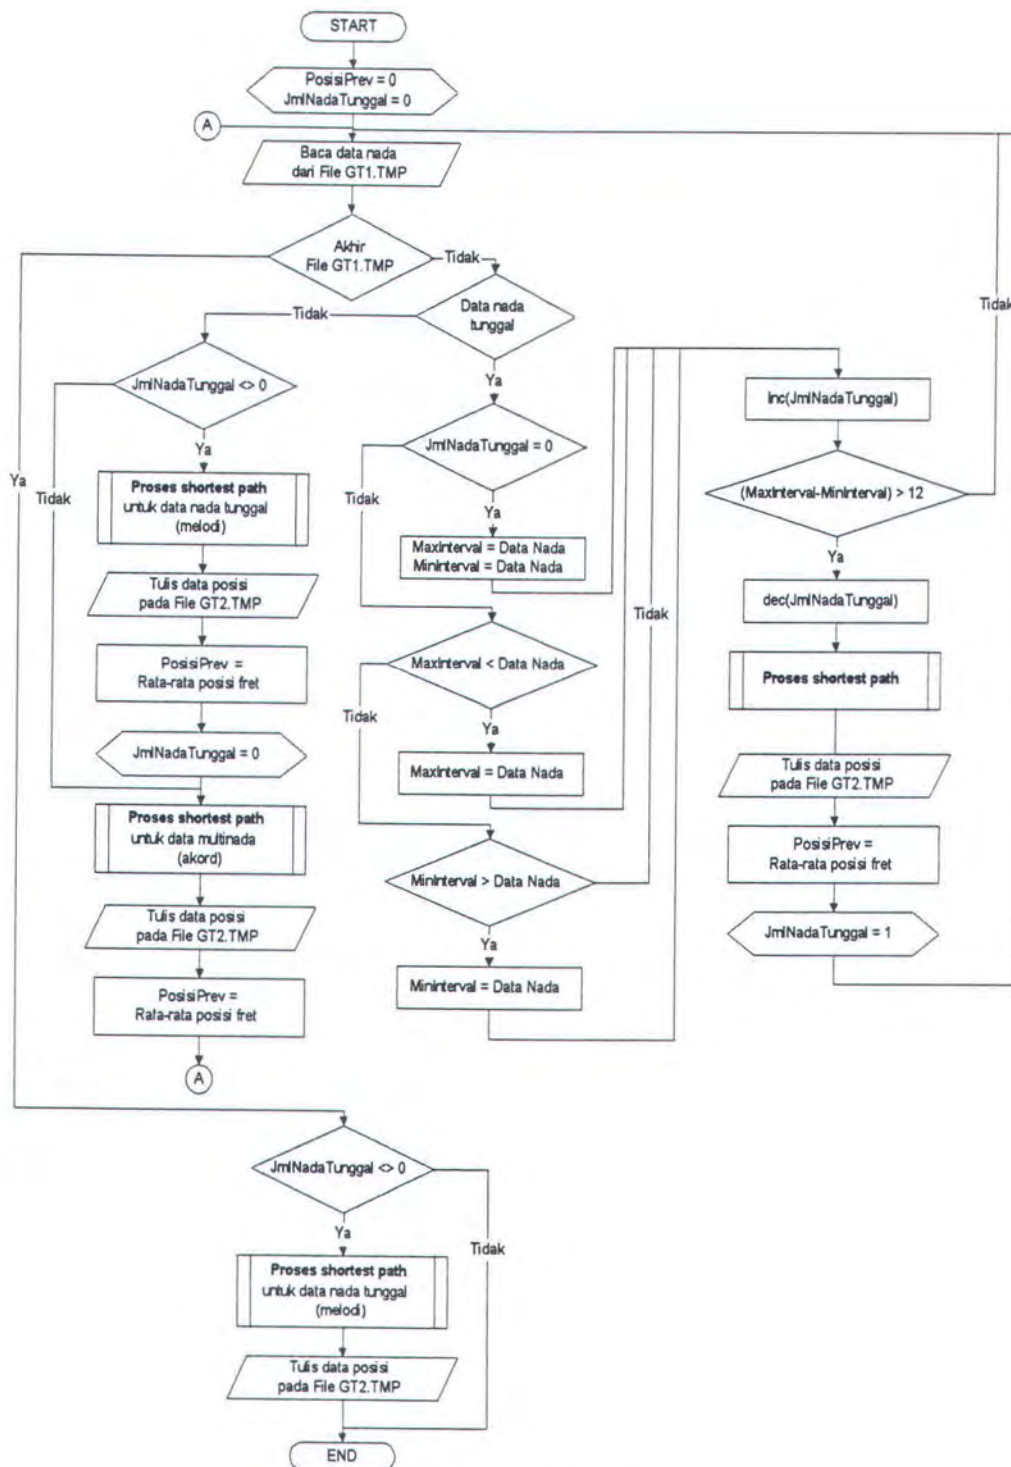 START
PosisiPrev = 0
JmlNadaTunggal = 0
A
Baca data nada
dari File GT1.TMP
Akhir
File GT1.TMP
Tidak
Ya
Data nada
tunggal
Tidak
Ya
JmlNadaTunggal <> 0
Ya
Tidak
Proses shortest path
untuk data nada tunggal
(melodi)
Tulis data posisi
pada File GT2.TMP
PosisiPrev =
Rata-rata posisi fret
JmlNadaTunggal = 0
Proses shortest path
untuk data multinada
(akord)
Tulis data posisi
pada File GT2.TMP
PosisiPrev =
Rata-rata posisi fret
A
JmlNadaTunggal = 0
Ya
Tidak
MaxInterval = Data Nada
MinInterval = Data Nada
MaxInterval < Data Nada
Ya
Tidak
MaxInterval = Data Nada
MinInterval > Data Nada
Tidak
Ya
MinInterval = Data Nada
Inc(JmlNadaTunggal)
(MaxInterval-MinInterval) > 12
Tidak
Ya
dec(JmlNadaTunggal)
Proses shortest path
Tulis data posisi
pada File GT2.TMP
PosisiPrev =
Rata-rata posisi fret
JmlNadaTunggal = 1
JmlNadaTunggal <> 0
Ya
Tidak
Proses shortest path
untuk data nada tunggal
(melodi)
Tulis data posisi
pada File GT2.TMP
END